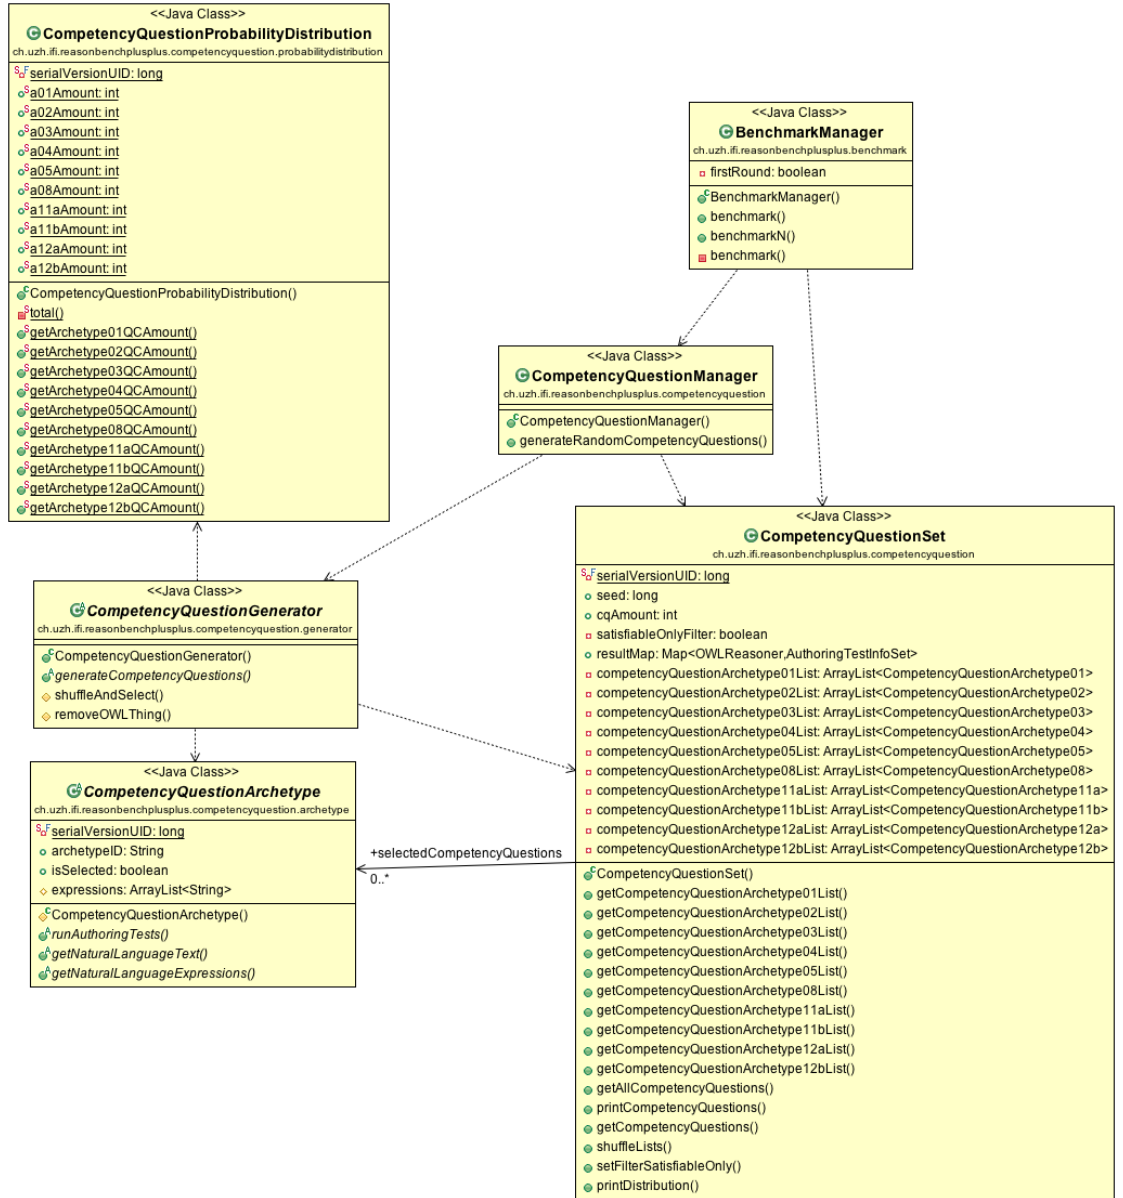 <<Java Class>>
CompetencyQuestionProbabilityDistribution
ch.uzh.ifi.reasonbenchplusplus.competencyquestion.probabilitydistribution
serialVersionUID: long
a01Amount: int
a02Amount: int
a03Amount: int
a04Amount: int
a05Amount: int
a08Amount: int
a11aAmount: int
a11bAmount: int
a12aAmount: int
a12bAmount: int
CompetencyQuestionProbabilityDistribution()
total()
getArchetype01QCAmount()
getArchetype02QCAmount()
getArchetype03QCAmount()
getArchetype04QCAmount()
getArchetype05QCAmount()
getArchetype08QCAmount()
getArchetype11aQCAmount()
getArchetype11bQCAmount()
getArchetype12aQCAmount()
getArchetype12bQCAmount()
<<Java Class>>
BenchmarkManager
ch.uzh.ifi.reasonbenchplusplus.benchmark
firstRound: boolean
BenchmarkManager()
benchmark()
benchmarkN()
benchmark()
<<Java Class>>
CompetencyQuestionManager
ch.uzh.ifi.reasonbenchplusplus.competencyquestion
CompetencyQuestionManager()
generateRandomCompetencyQuestions()
<<Java Class>>
CompetencyQuestionGenerator
ch.uzh.ifi.reasonbenchplusplus.competencyquestion.generator
CompetencyQuestionGenerator()
generateCompetencyQuestions()
shuffleAndSelect()
removeOWLThing()
<<Java Class>>
CompetencyQuestionArchetype
ch.uzh.ifi.reasonbenchplusplus.competencyquestion.archetype
serialVersionUID: long
archetypeID: String
isSelected: boolean
expressions: ArrayList<String>
CompetencyQuestionArchetype()
runAuthoringTests()
getNaturalLanguageText()
getNaturalLanguageExpressions()
+selectedCompetencyQuestions
0..*
<<Java Class>>
CompetencyQuestionSet
ch.uzh.ifi.reasonbenchplusplus.competencyquestion
serialVersionUID: long
seed: long
cqAmount: int
satisfiableOnlyFilter: boolean
resultMap: Map<OWLReasoner,AuthoringTestInfoSet>
competencyQuestionArchetype01List: ArrayList<CompetencyQuestionArchetype01>
competencyQuestionArchetype02List: ArrayList<CompetencyQuestionArchetype02>
competencyQuestionArchetype03List: ArrayList<CompetencyQuestionArchetype03>
competencyQuestionArchetype04List: ArrayList<CompetencyQuestionArchetype04>
competencyQuestionArchetype05List: ArrayList<CompetencyQuestionArchetype05>
competencyQuestionArchetype08List: ArrayList<CompetencyQuestionArchetype08>
competencyQuestionArchetype11aList: ArrayList<CompetencyQuestionArchetype11a>
competencyQuestionArchetype11bList: ArrayList<CompetencyQuestionArchetype11b>
competencyQuestionArchetype12aList: ArrayList<CompetencyQuestionArchetype12a>
competencyQuestionArchetype12bList: ArrayList<CompetencyQuestionArchetype12b>
CompetencyQuestionSet()
getCompetencyQuestionArchetype01List()
getCompetencyQuestionArchetype02List()
getCompetencyQuestionArchetype03List()
getCompetencyQuestionArchetype04List()
getCompetencyQuestionArchetype05List()
getCompetencyQuestionArchetype08List()
getCompetencyQuestionArchetype11aList()
getCompetencyQuestionArchetype11bList()
getCompetencyQuestionArchetype12aList()
getCompetencyQuestionArchetype12bList()
getAllCompetencyQuestions()
printCompetencyQuestions()
getCompetencyQuestions()
shuffleLists()
setFilterSatisfiableOnly()
printDistribution()